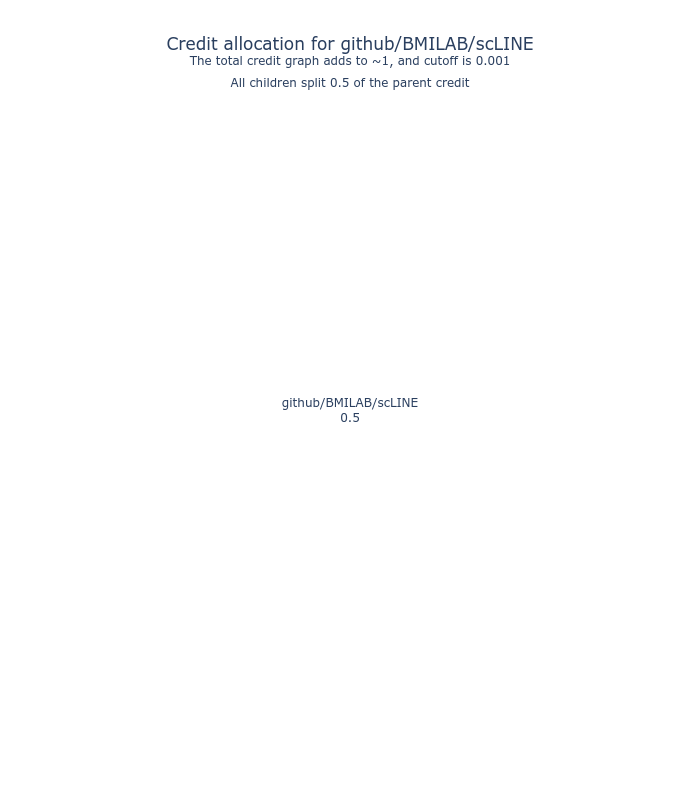 Credit allocation for github/BMILAB/scLINE
The total credit graph adds to ~1, and cutoff is 0.001
All children split 0.5 of the parent credit
github/BMILAB/scLINE
0.5